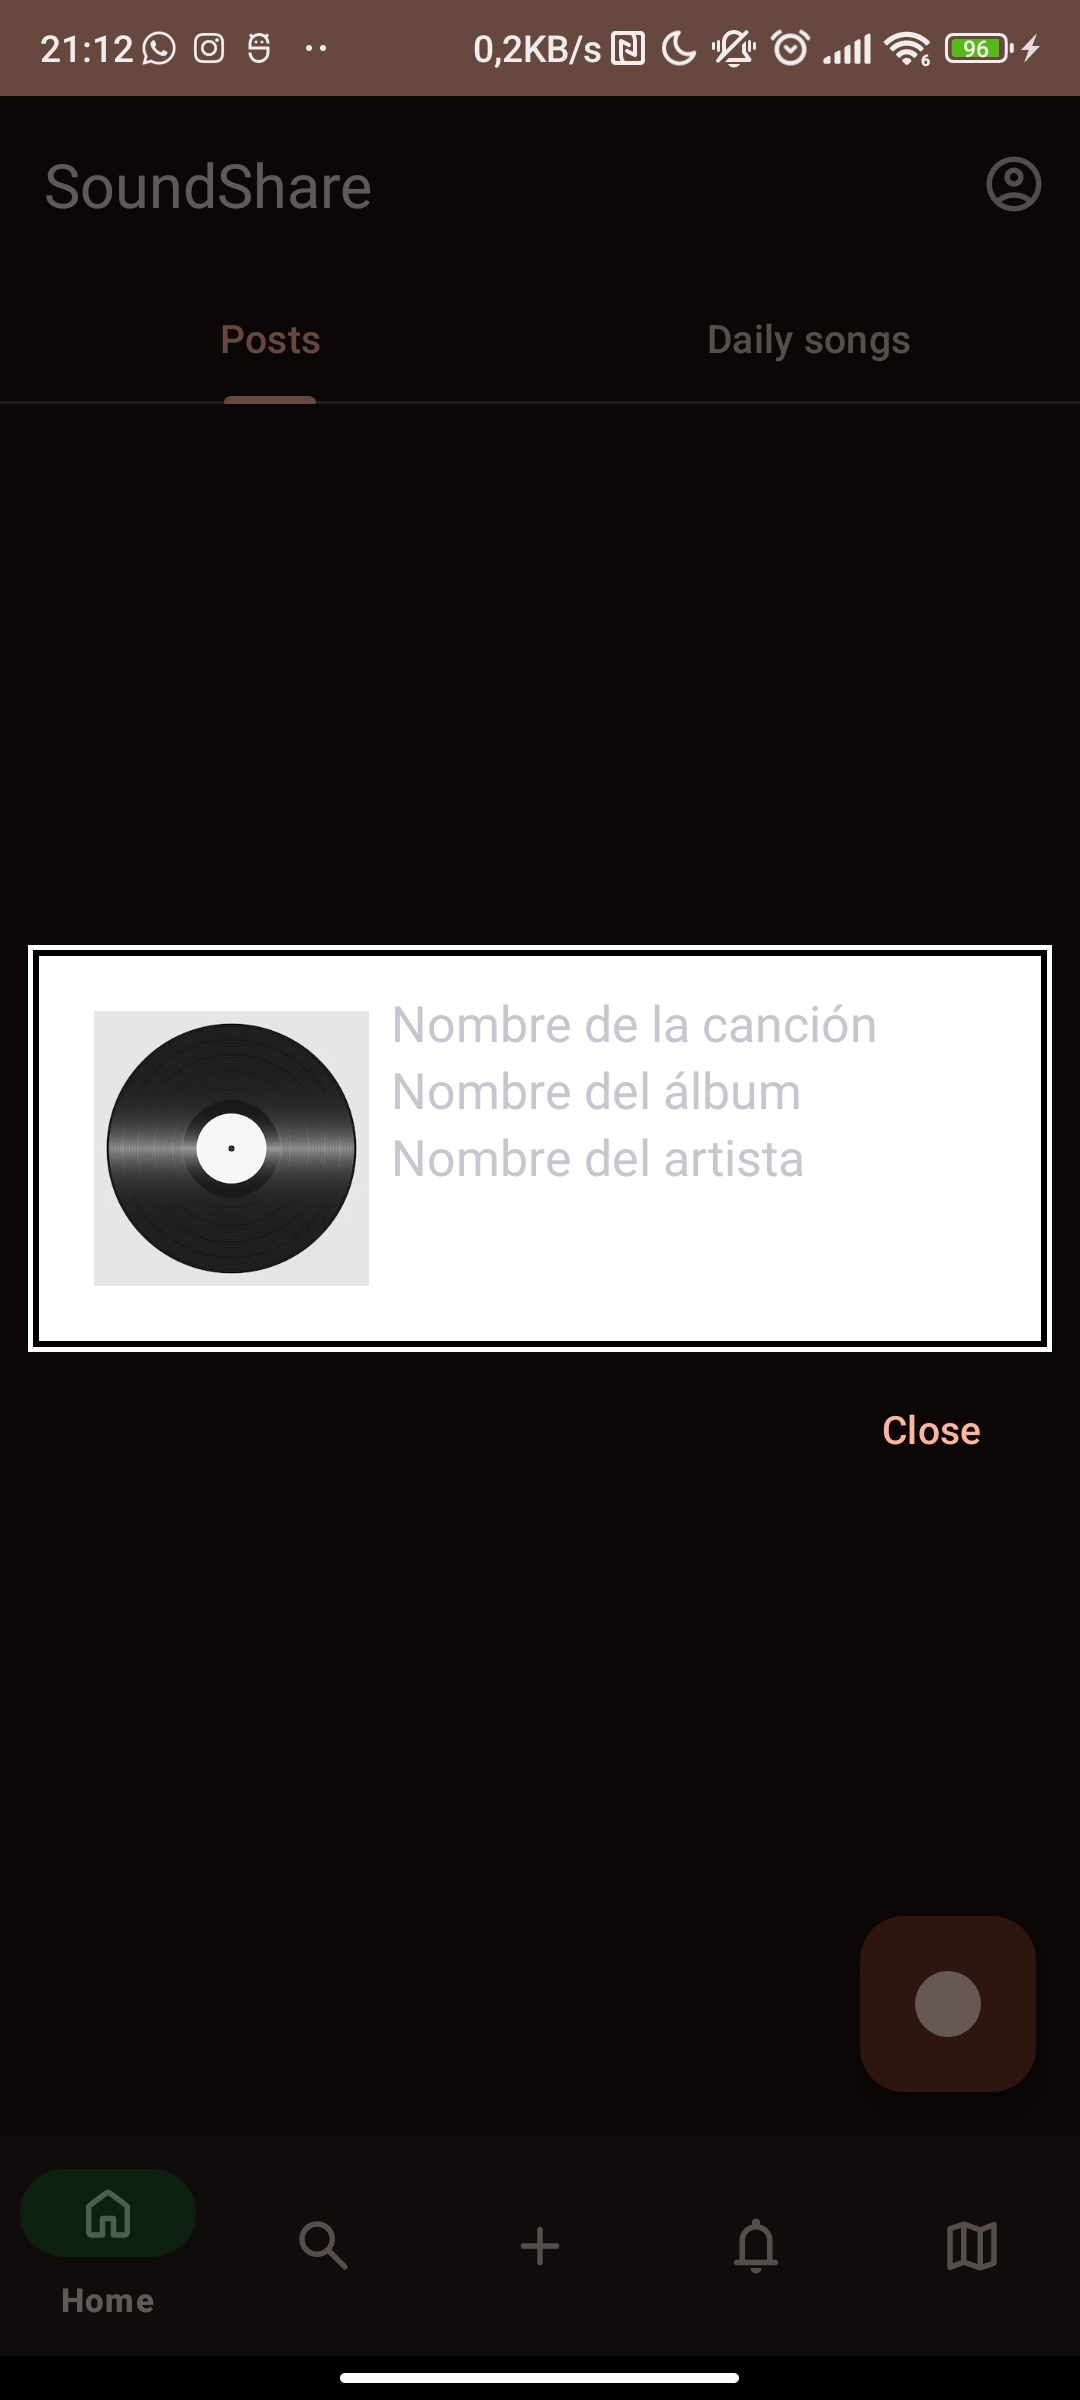 21:12 0,2KB/s 6 96
SoundShare
Posts Daily songs
Nombre de la canción
Nombre del álbum
Nombre del artista
Close
Home